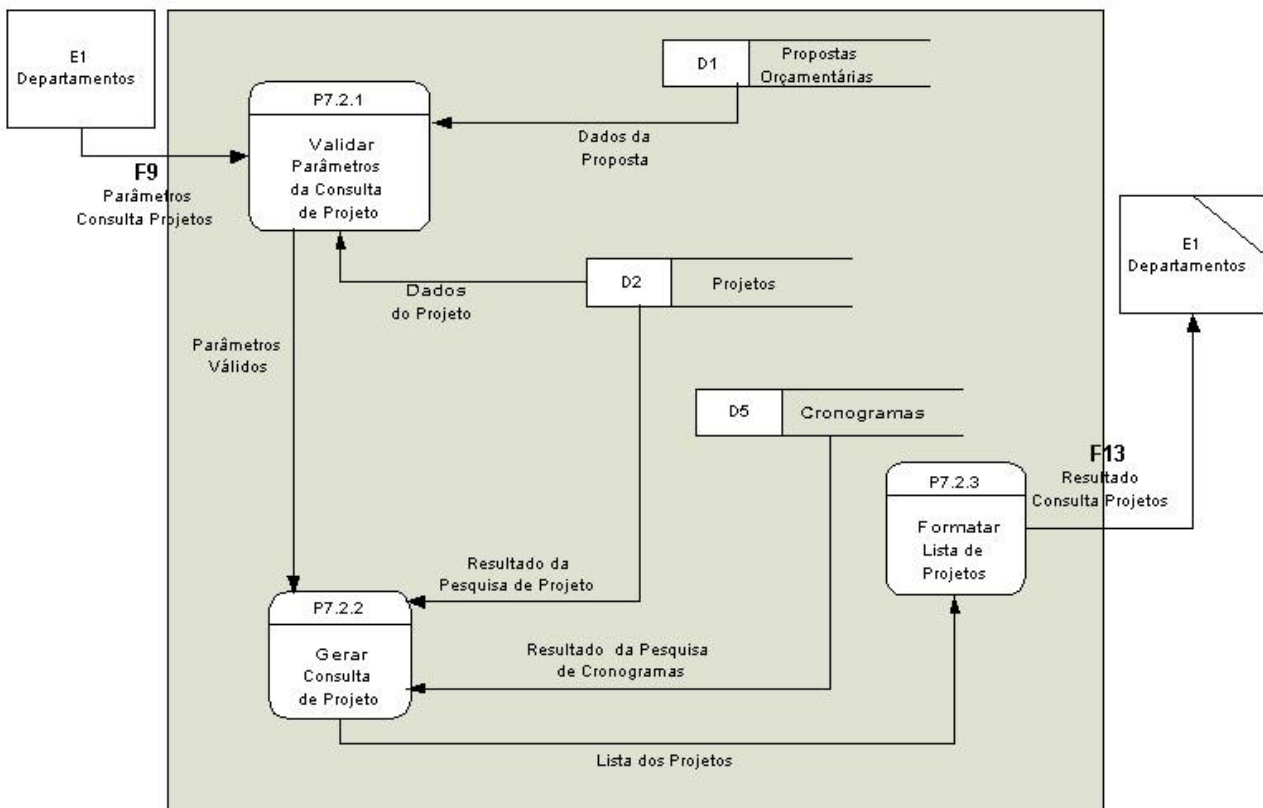 E1
Departamentos
F9
Parâmetros
Consulta Projetos
P7.2.1
Validar
Parâmetros
da Consulta
de Projeto
D1
Propostas
Orçamentárias
Dados da
Proposta
D2
Projetos
Dados
do Projeto
Parâmetros
Válidos
E1
Departamentos
D5
Cronogramas
F13
Resultado
Consulta Projetos
P7.2.3
Formatar
Lista de
Projetos
Resultado da
Pesquisa de Projeto
P7.2.2
Gerar
Consulta
de Projeto
Resultado da Pesquisa
de Cronogramas
Lista dos Projetos